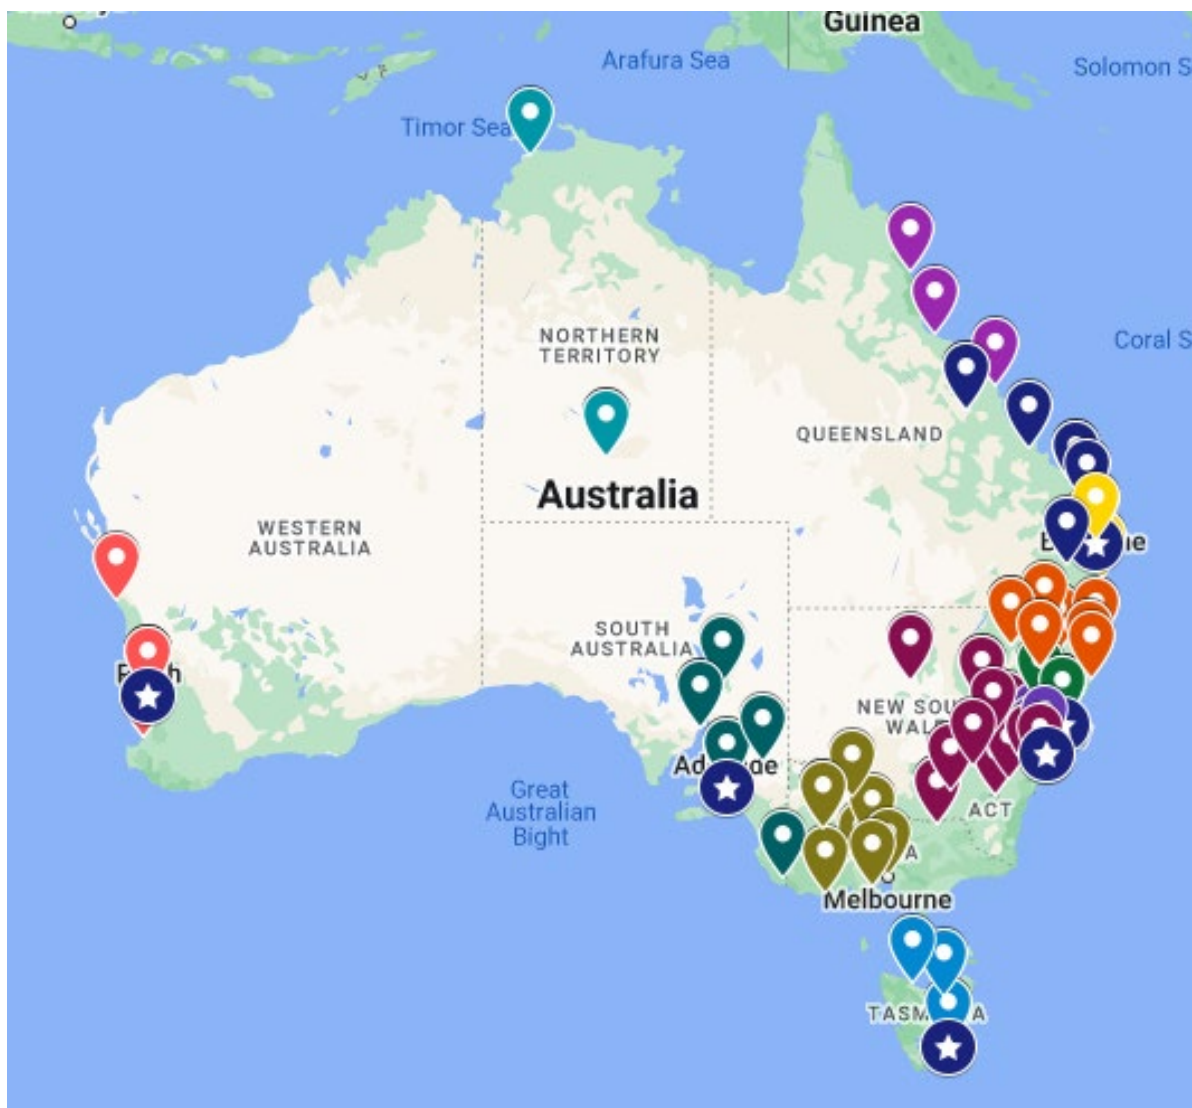 Guinea
Arafura Sea
Solomon S
Timor Sea
Coral S
NORTHERN
TERRITORY
QUEENSLAND
Australia
WESTERN
AUSTRALIA
SOUTH
AUSTRALIA
NEW SOU
WAL
ACT
Great
Australian
Bight
Melbourne